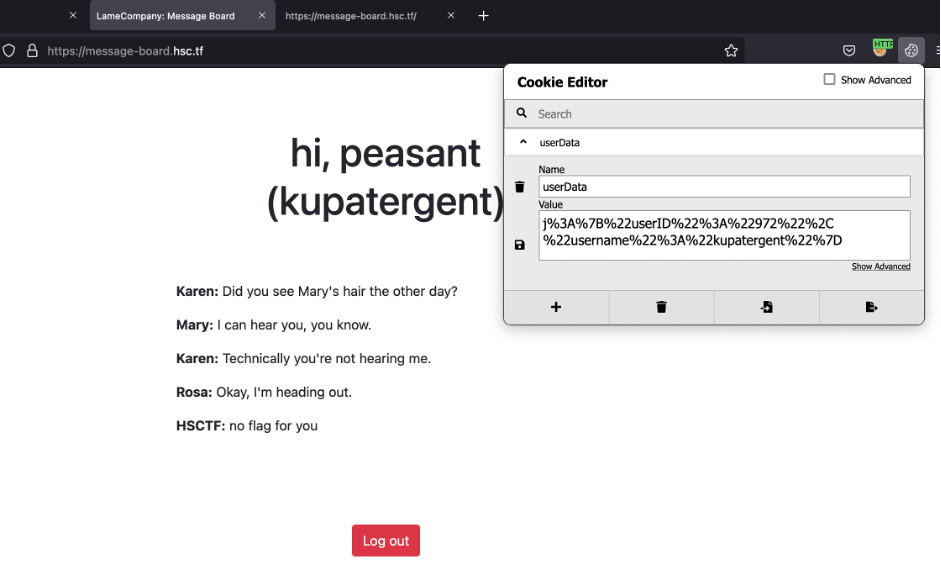 LameCompany: Message Board
https://message-board.hsc.tf/
https://message-board.hsc.tf
HTTP
Cookie Editor
Show Advanced
Search
userData
Name
userData
Value
j%3A%7B%22userID%22%3A%22972%22%2C
%22username%22%3A%22kupatergent%22%7D
Show Advanced
hi, peasant
(kupatergent)
Karen: Did you see Mary's hair the other day?
Mary: I can hear you, you know.
Karen: Technically you're not hearing me.
Rosa: Okay, I'm heading out.
HSCTF: no flag for you
Log out